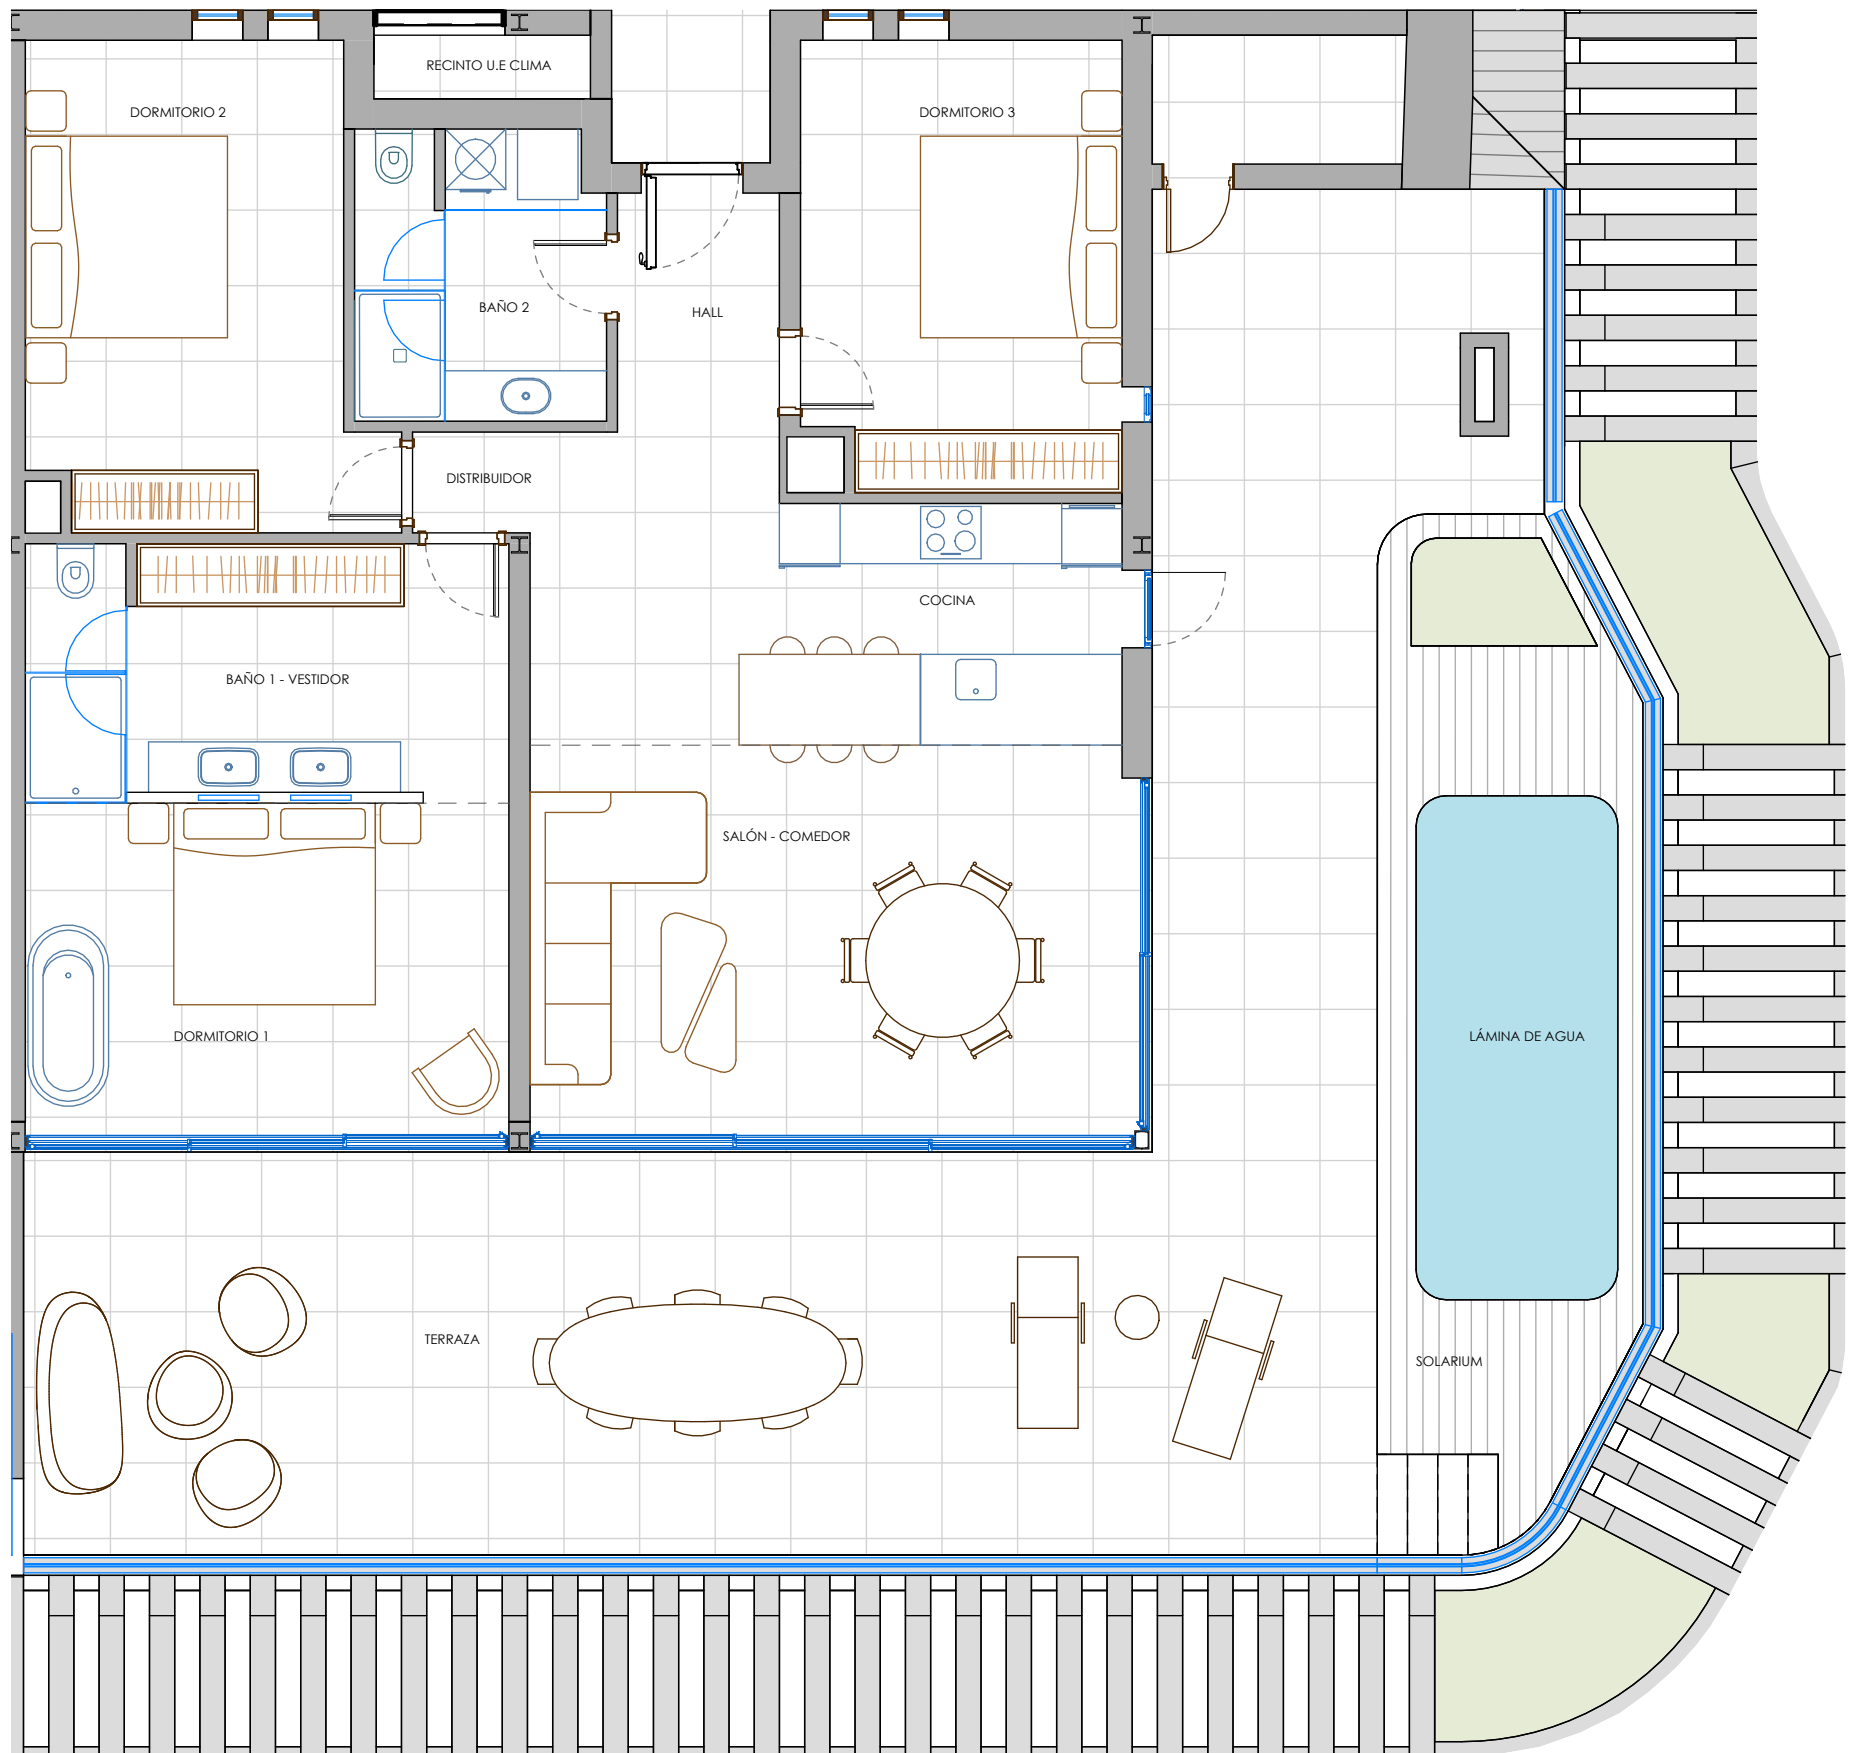 RECINTO U.E CLIMA
DORMITORIO 2
DORMITORIO 3
BAÑO 2
HALL
DISTRIBUIDOR
COCINA
BAÑO 1 - VESTIDOR
SALÓN - COMEDOR
DORMITORIO 1
LÁMINA DE AGUA
TERRAZA
SOLARIUM